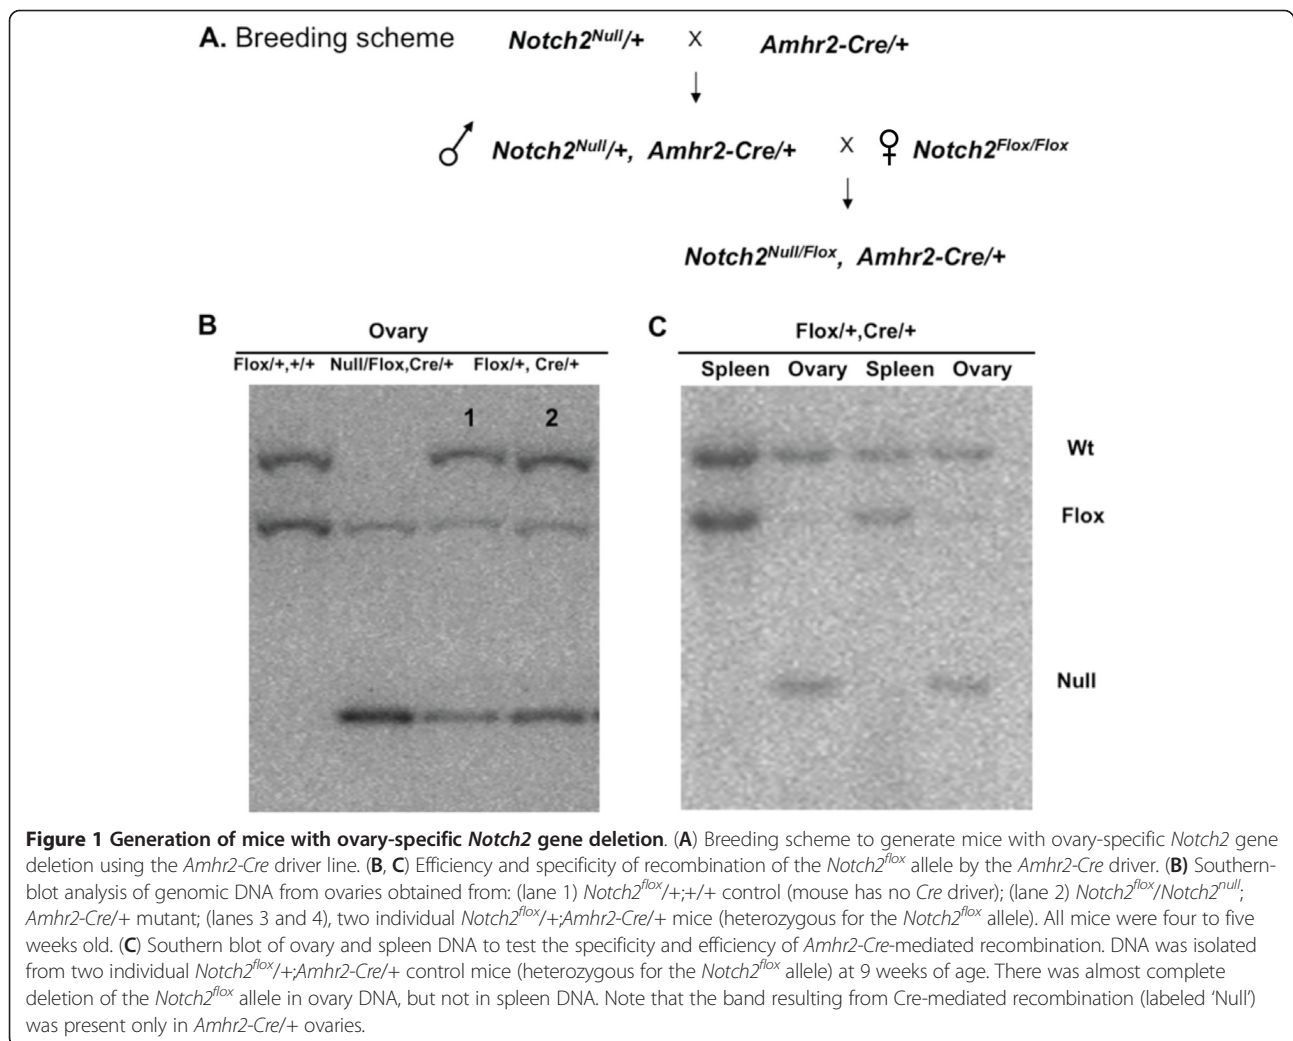 A. Breeding scheme
Notch2Null/+ X Amhr2-Cre/+
Notch2Null/+, Amhr2-Cre/+ X ♀ Notch2Flox/Flox
Notch2Null/Flox, Amhr2-Cre/+
B
Ovary
Flox/+,+/+ Null/Flox,Cre/+ Flox/+, Cre/+
1 2
C
Flox/+,Cre/+
Spleen Ovary Spleen Ovary
Wt
Flox
Null
Figure 1 Generation of mice with ovary-specific Notch2 gene deletion. (A) Breeding scheme to generate mice with ovary-specific Notch2 gene
deletion using the Amhr2-Cre driver line. (B, C) Efficiency and specificity of recombination of the Notch2flox allele by the Amhr2-Cre driver. (B) Southern-
blot analysis of genomic DNA from ovaries obtained from: (lane 1) Notch2flox/+;+/+ control (mouse has no Cre driver); (lane 2) Notch2flox/Notch2null;
Amhr2-Cre/+ mutant; (lanes 3 and 4), two individual Notch2flox/+;Amhr2-Cre/+ mice (heterozygous for the Notch2flox allele). All mice were four to five
weeks old. (C) Southern blot of ovary and spleen DNA to test the specificity and efficiency of Amhr2-Cre-mediated recombination. DNA was isolated
from two individual Notch2flox/+;Amhr2-Cre/+ control mice (heterozygous for the Notch2flox allele) at 9 weeks of age. There was almost complete
deletion of the Notch2flox allele in ovary DNA, but not in spleen DNA. Note that the band resulting from Cre-mediated recombination (labeled ‘Null’)
was present only in Amhr2-Cre/+ ovaries.